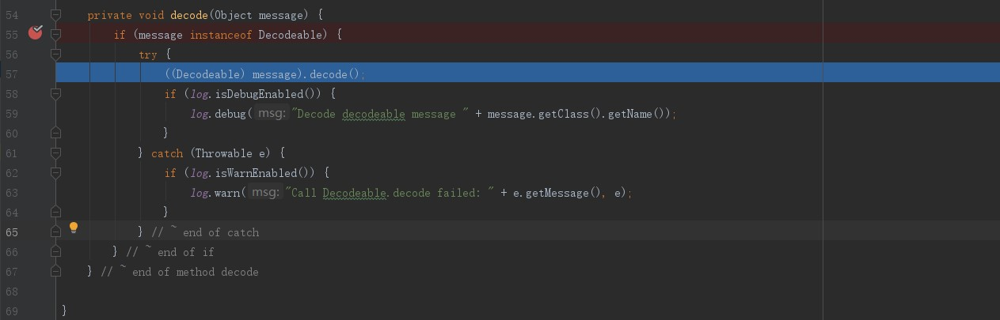 54 private void decode(Object message) {
55 if (message instanceof Decodeable) {
56 try {
57 ((Decodeable) message).decode();
58 if (log.isDebugEnabled()) {
59 log.debug( msg: "Decode decodeable message " + message.getClass().getName());
60 }
61 } catch (Throwable e) {
62 if (log.isWarnEnabled()) {
63 log.warn( msg: "Call Decodeable.decode failed: " + e.getMessage(), e);
64 }
65 } // ~ end of catch
66 } // ~ end of if
67 } // ~ end of method decode
68
69 }